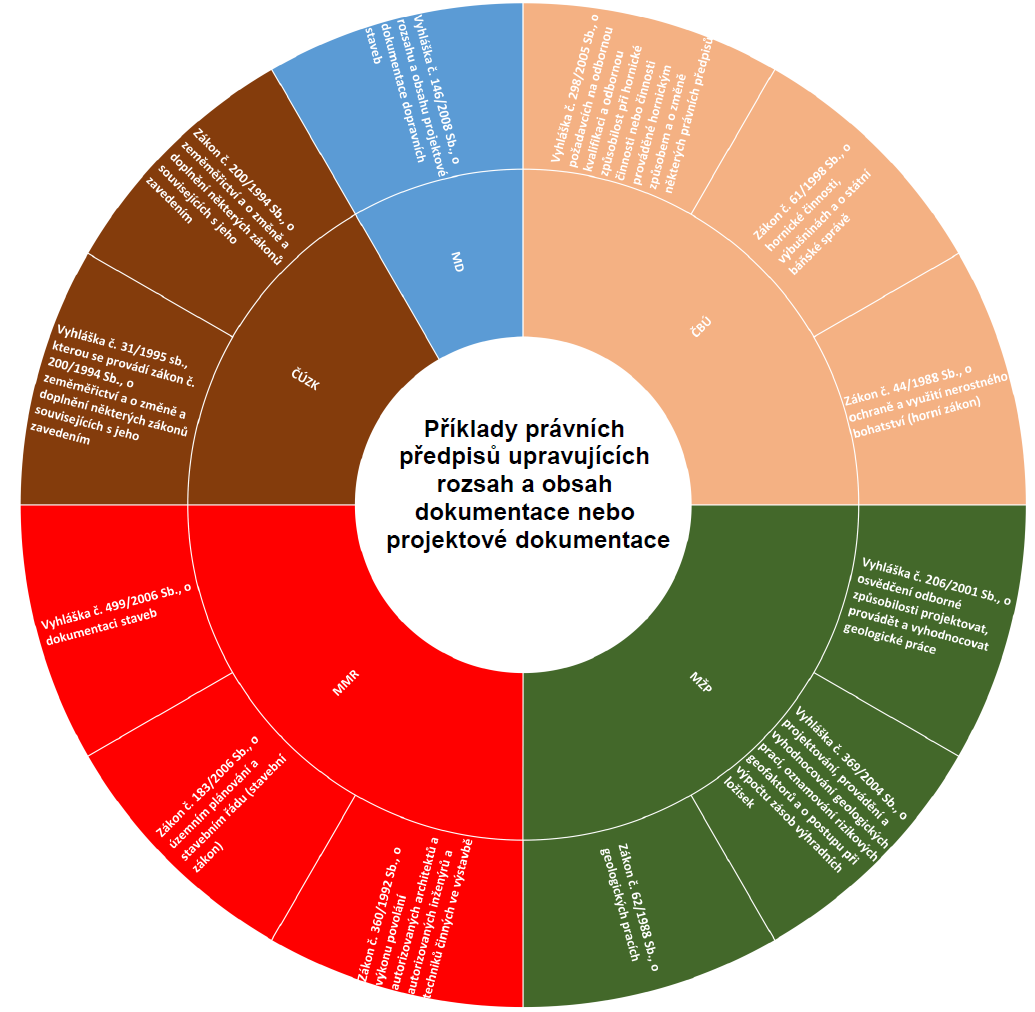 Příklady právních
předpisů upravujících
rozsah a obsah
dokumentace nebo
projektové dokumentace
ČBÚ
Vyhláška č. 298/2005 Sb., o
požadavcích na odbornou
kvalifikaci a odbornou
způsobilost při hornické
činnosti nebo činnosti
prováděné hornickým
způsobem a o změně
některých právních předpisů
Zákon č. 61/1998 Sb., o
hornické činnosti,
výbušninách a o státní
báňské správě
Zákon č. 44/1988 Sb., o
ochraně a využití nerostného
bohatství (horní zákon)
MŽP
Vyhláška č. 206/2001 Sb., o
osvědčení odborné
způsobilosti projektovat,
provádět a vyhodnocovat
geologické práce
Vyhláška č. 369/2004 Sb., o
projektování, provádění a
vyhodnocování geologických
prací, oznamování rizikových
geofaktorů a o postupu při
výpočtu zásob výhradních
ložisek
Zákon č. 62/1988 Sb., o
geologických pracích
MMR
Zákon č. 360/1992 Sb., o
výkonu povolání
autorizovaných architektů a
autorizovaných inženýrů a
techniků činných ve výstavbě
Zákon č. 183/2006 Sb., o
územním plánování a
stavebním řádu (stavební
zákon)
Vyhláška č. 499/2006 Sb., o
dokumentaci staveb
ČÚZK
Vyhláška č. 31/1995 sb.,
kterou se provádí zákon č.
200/1994 Sb., o
zeměměřictví a o změně a
doplnění některých zákonů
souvisejících s jeho
zavedením
Zákon č. 200/1994 Sb., o
zeměměřictví a o změně a
doplnění některých zákonů
souvisejících s jeho
zavedením
MD
Vyhláška č. 146/2008 Sb., o
rozsahu a obsahu projektové
dokumentace dopravních
staveb